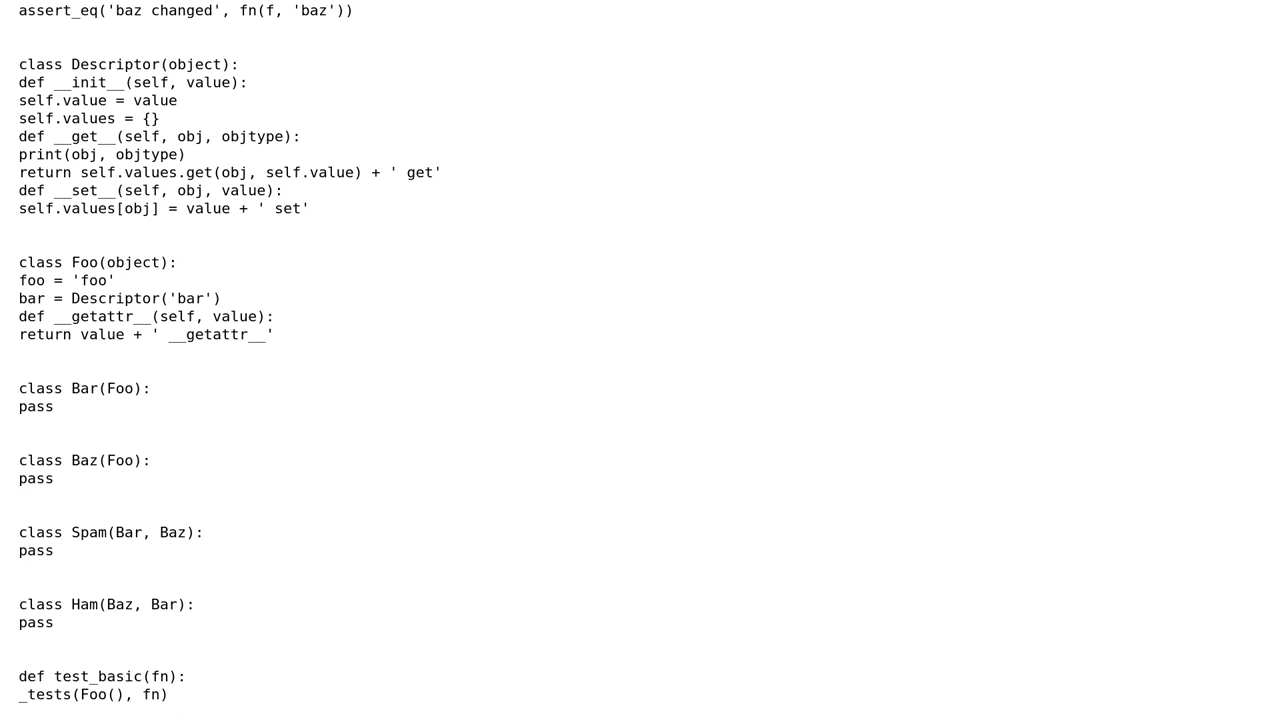 assert_eq('baz changed', fn(f, 'baz'))
class Descriptor(object):
def __init__(self, value):
self.value = value
self.values = {}
def __get__(self, obj, objtype):
print(obj, objtype)
return self.values.get(obj, self.value) + ' get'
def __set__(self, obj, value):
self.values[obj] = value + ' set'
class Foo(object):
foo = 'foo'
bar = Descriptor('bar')
def __getattr__(self, value):
return value + ' __getattr__'
class Bar(Foo):
pass
class Baz(Foo):
pass
class Spam(Bar, Baz):
pass
class Ham(Baz, Bar):
pass
def test_basic(fn):
_tests(Foo(), fn)